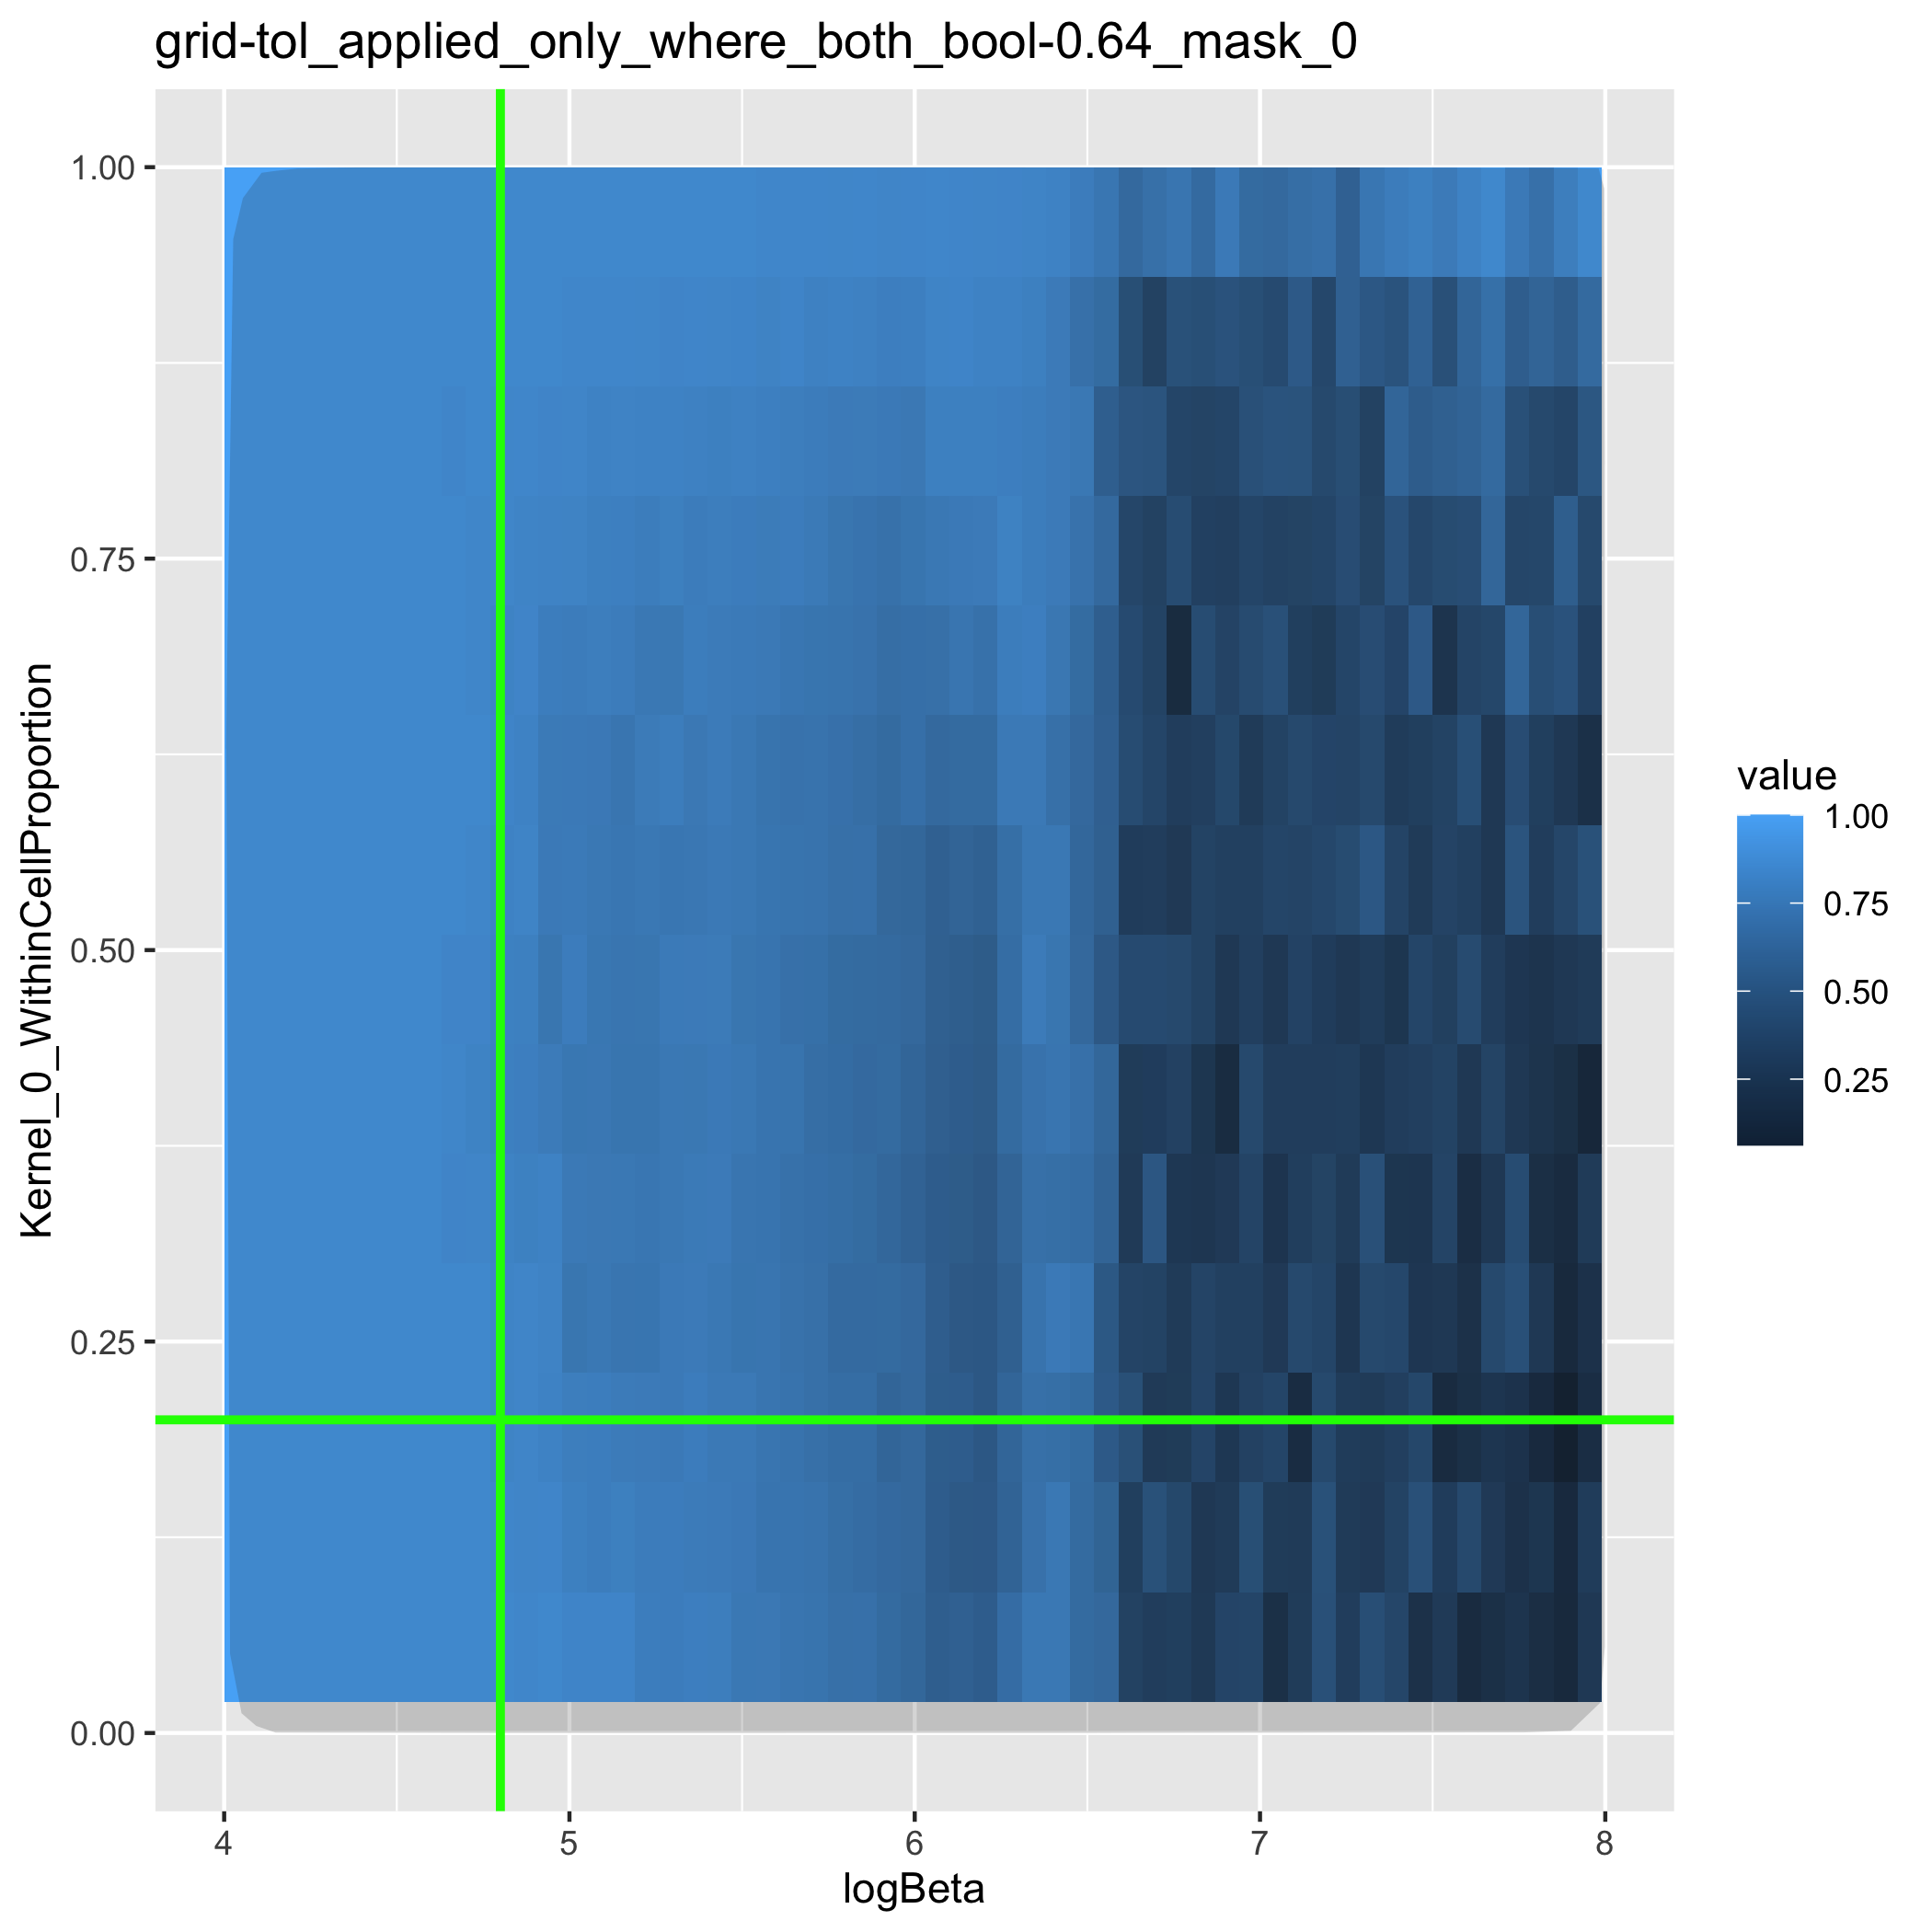 grid-tol_applied_only_where_both_bool-0.64_mask_0
1.00
0.75
0.50
0.25
0.00
Kernel_0_WithinCellProportion
4 5 6 7 8
logBeta
value
1.00
0.75
0.50
0.25